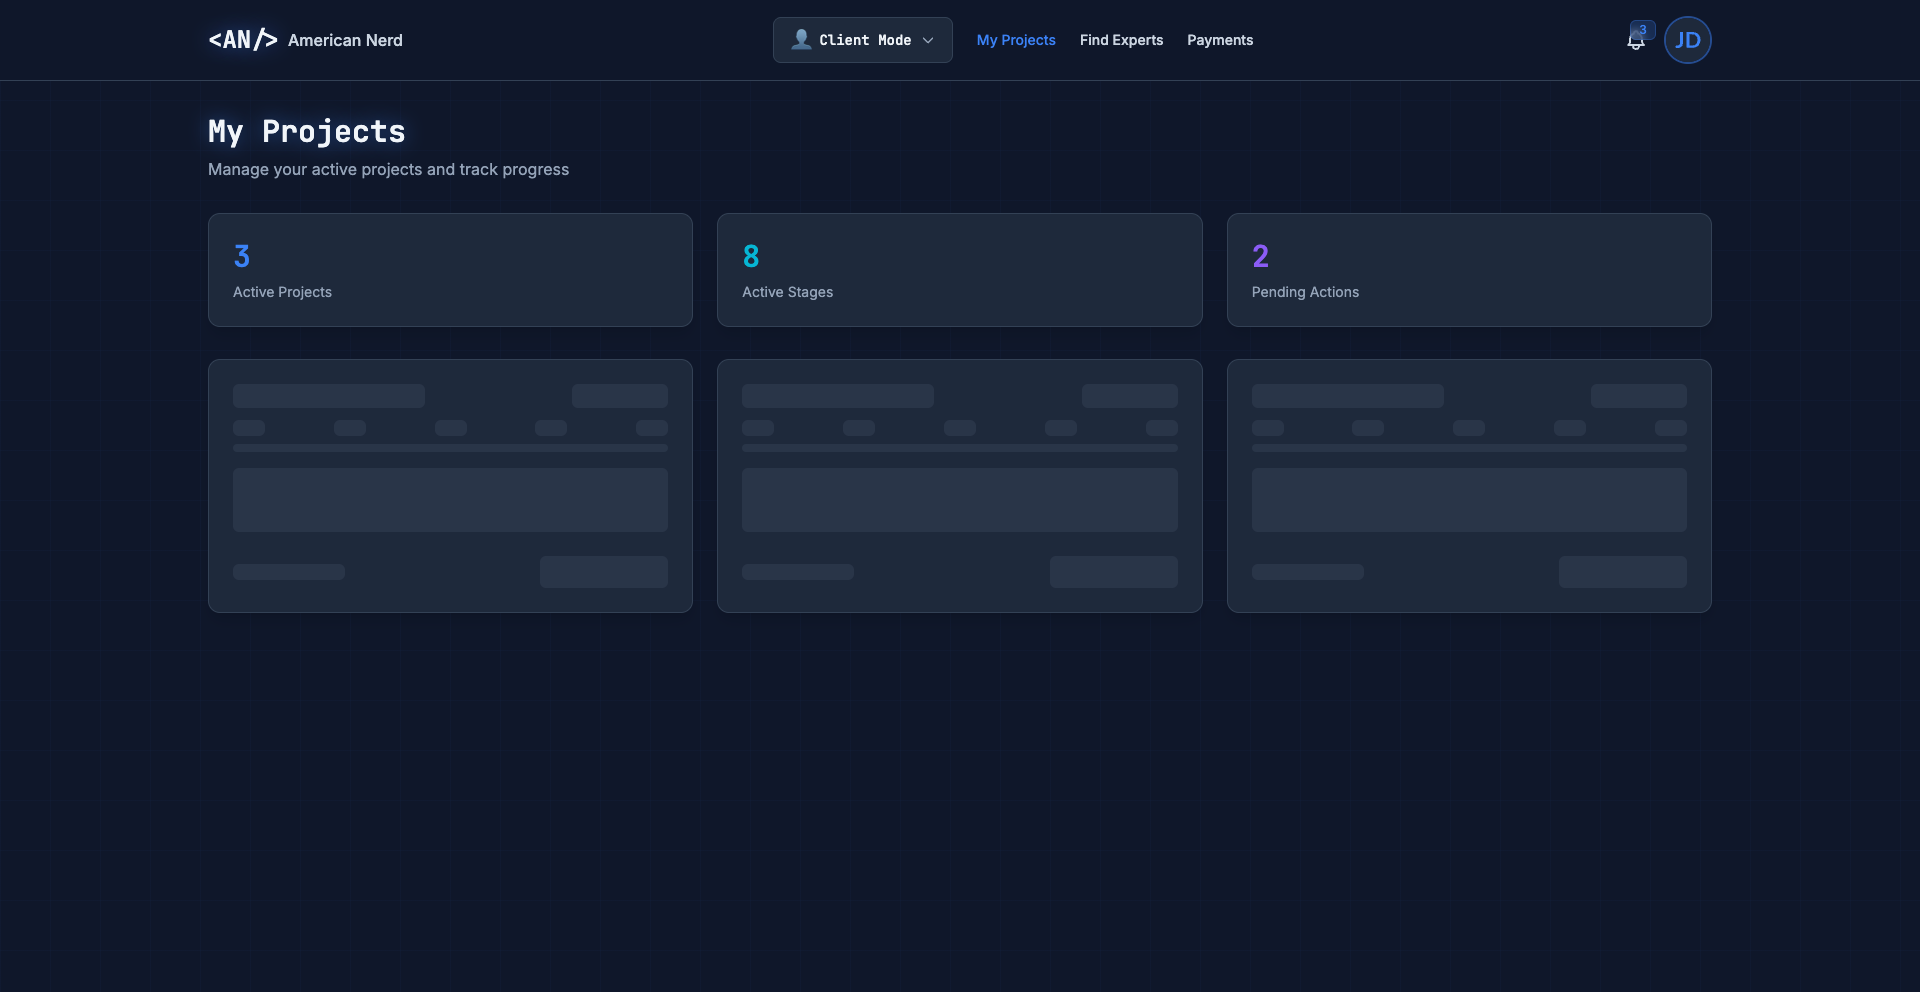 <AN/> American Nerd
Client Mode
My Projects
Find Experts
Payments
3
JD
My Projects
Manage your active projects and track progress
3
Active Projects
8
Active Stages
2
Pending Actions